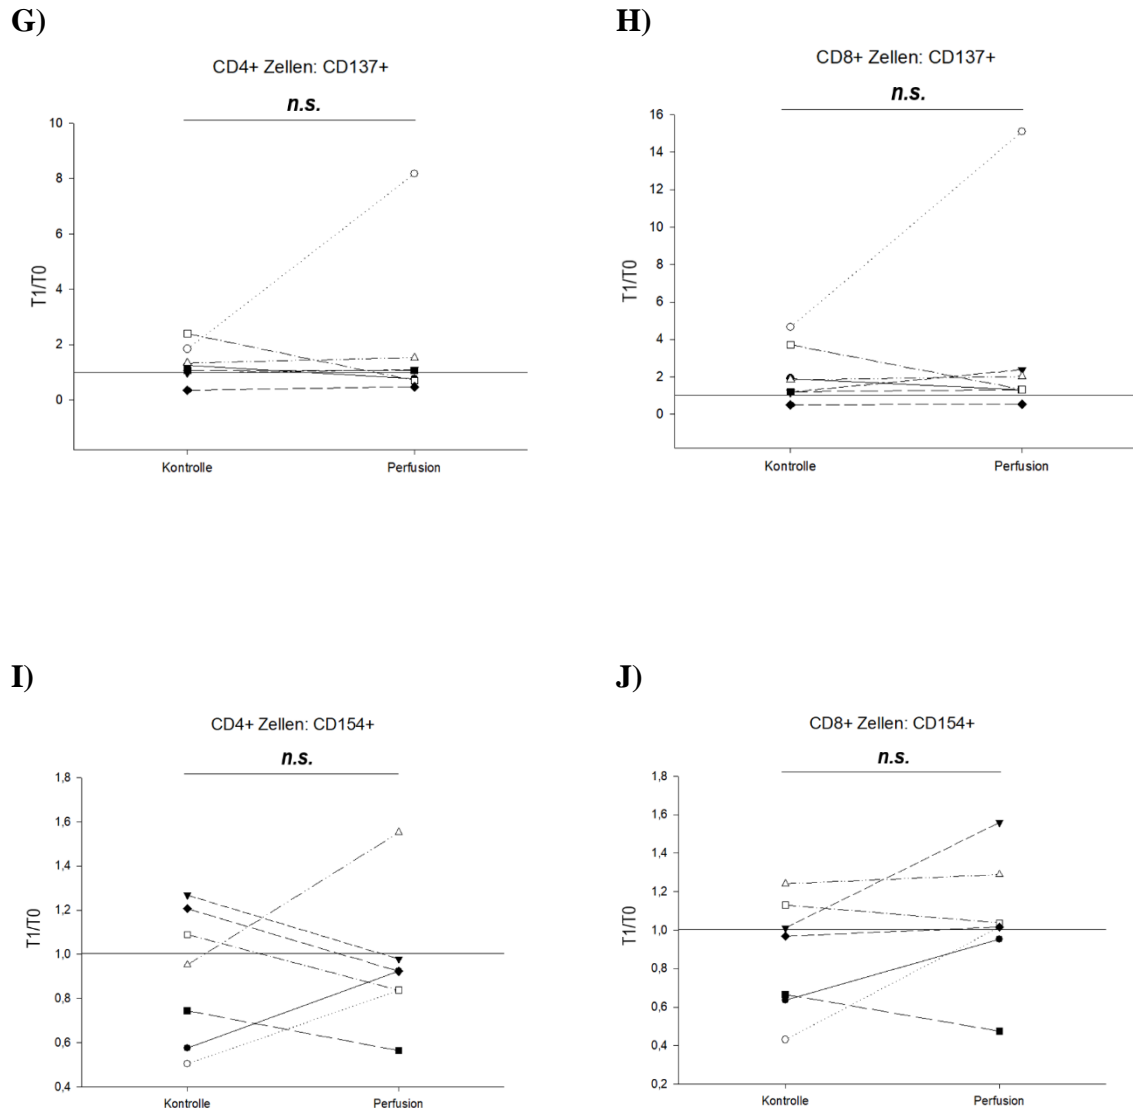 G)
CD4+ Zellen: CD137+
n.s.
10
8
6
4
2
0
T1/T0
Kontrolle
Perfusion
H)
CD8+ Zellen: CD137+
n.s.
16
14
12
10
8
6
4
2
0
T1/T0
Kontrolle
Perfusion
I)
CD4+ Zellen: CD154+
n.s.
1,8
1,6
1,4
1,2
1,0
0,8
0,6
0,4
T1/T0
Kontrolle
Perfusion
J)
CD8+ Zellen: CD154+
n.s.
1,8
1,6
1,4
1,2
1,0
0,8
0,6
0,4
0,2
T1/T0
Kontrolle
Perfusion